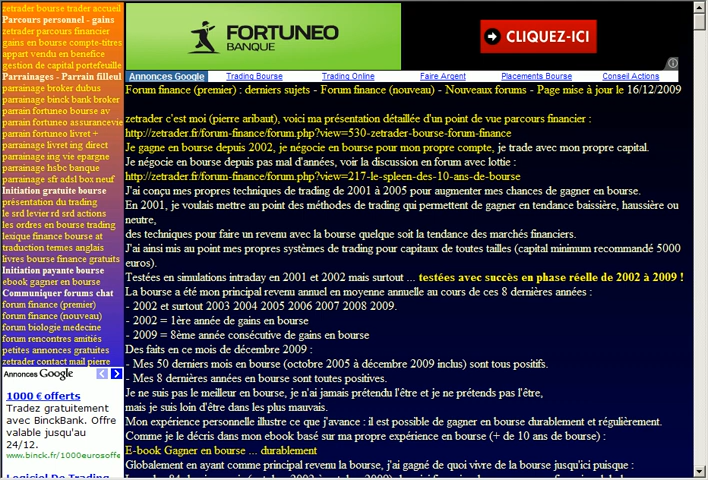 zetrader bourse trader accueil
Parcours personnel - gains
zetrader parcours financier
gains en bourse compte-titres
appart vendu en benefice
gestion de capital portefeuille
Parrainages - Parrain filleul
parrainage broker dubus
parrainage binck bank broker
parrain fortuneo bourse av
parrain fortuneo assurancevie
parrain fortuneo livret +
parrainage livret ing direct
parrainage ing vie epargne
parrainage hsbc banque
parrainage sfr adsl box neuf
Initiation gratuite bourse
présentation du trading
le srd levier rd srd actions
les ordres en bourse trading
lexique finance bourse at
traduction termes anglais
livres bourse finance gratuits
Initiation payante bourse
ebook gagner en bourse
Communiquer forums chat
forum finance (premier)
forum finance (nouveau)
forum biologie medecine
forum rencontres amitiés
petites annonces gratuites
zetrader contact mail pierre
Annonces Google
1000 € offerts
Tradez gratuitement
avec BinckBank. Offre
valable jusqu'au
24/12.
www.binck.fr/1000eurosoffe
Logiciel De Trading
FORTUNEO
BANQUE
CLIQUEZ-ICI
Annonces Google Trading Bourse Trading Online Faire Argent Placements Bourse Conseil Actions
Forum finance (premier) : derniers sujets - Forum finance (nouveau) - Nouveaux forums - Page mise à jour le 16/12/2009
zetrader c'est moi (pierre aribaut), voici ma présentation détaillée d'un point de vue parcours financier :
http://zetrader.fr/forum-finance/forum.php?view=530-zetrader-bourse-forum-finance
Je gagne en bourse depuis 2002, je négocie en bourse pour mon propre compte, je trade avec mon propre capital.
Je négocie en bourse depuis pas mal d'années, voir la discussion en forum avec lottie :
http://zetrader.fr/forum-finance/forum.php?view=217-le-spleen-des-10-ans-de-bourse
J'ai conçu mes propres techniques de trading de 2001 à 2005 pour augmenter mes chances de gagner en bourse.
En 2001, je voulais mettre au point des méthodes de trading qui permettent de gagner en tendance baissière, haussière ou
neutre,
des techniques pour faire un revenu avec la bourse quelque soit la tendance des marchés financiers.
J'ai ainsi mis au point mes propres systèmes de trading pour capitaux de toutes tailles (capital minimum recommandé 5000
euros).
Testées en simulations intraday en 2001 et 2002 mais surtout ... testées avec succès en phase réelle de 2002 à 2009 !
La bourse a été mon principal revenu annuel en moyenne annuelle au cours de ces 8 dernières années :
- 2002 et surtout 2003 2004 2005 2006 2007 2008 2009.
- 2002 = 1ère année de gains en bourse
- 2009 = 8ème année consécutive de gains en bourse
Des faits en ce mois de décembre 2009 :
- Mes 50 derniers mois en bourse (octobre 2005 à décembre 2009 inclus) sont tous positifs.
- Mes 8 dernières années en bourse sont toutes positives.
Je ne suis pas le meilleur en bourse, je n'ai jamais prétendu l'être et je ne prétends pas l'être,
mais je suis loin d'être dans les plus mauvais.
Mon expérience personnelle illustre ce que j'avance : il est possible de gagner en bourse durablement et régulièrement.
Comme je le décris dans mon ebook basé sur ma propre expérience en bourse (+ de 10 ans de bourse) :
E-book Gagner en bourse ... durablement
Globalement en ayant comme principal revenu la bourse, j'ai gagné de quoi vivre de la bourse jusqu'ici puisque :